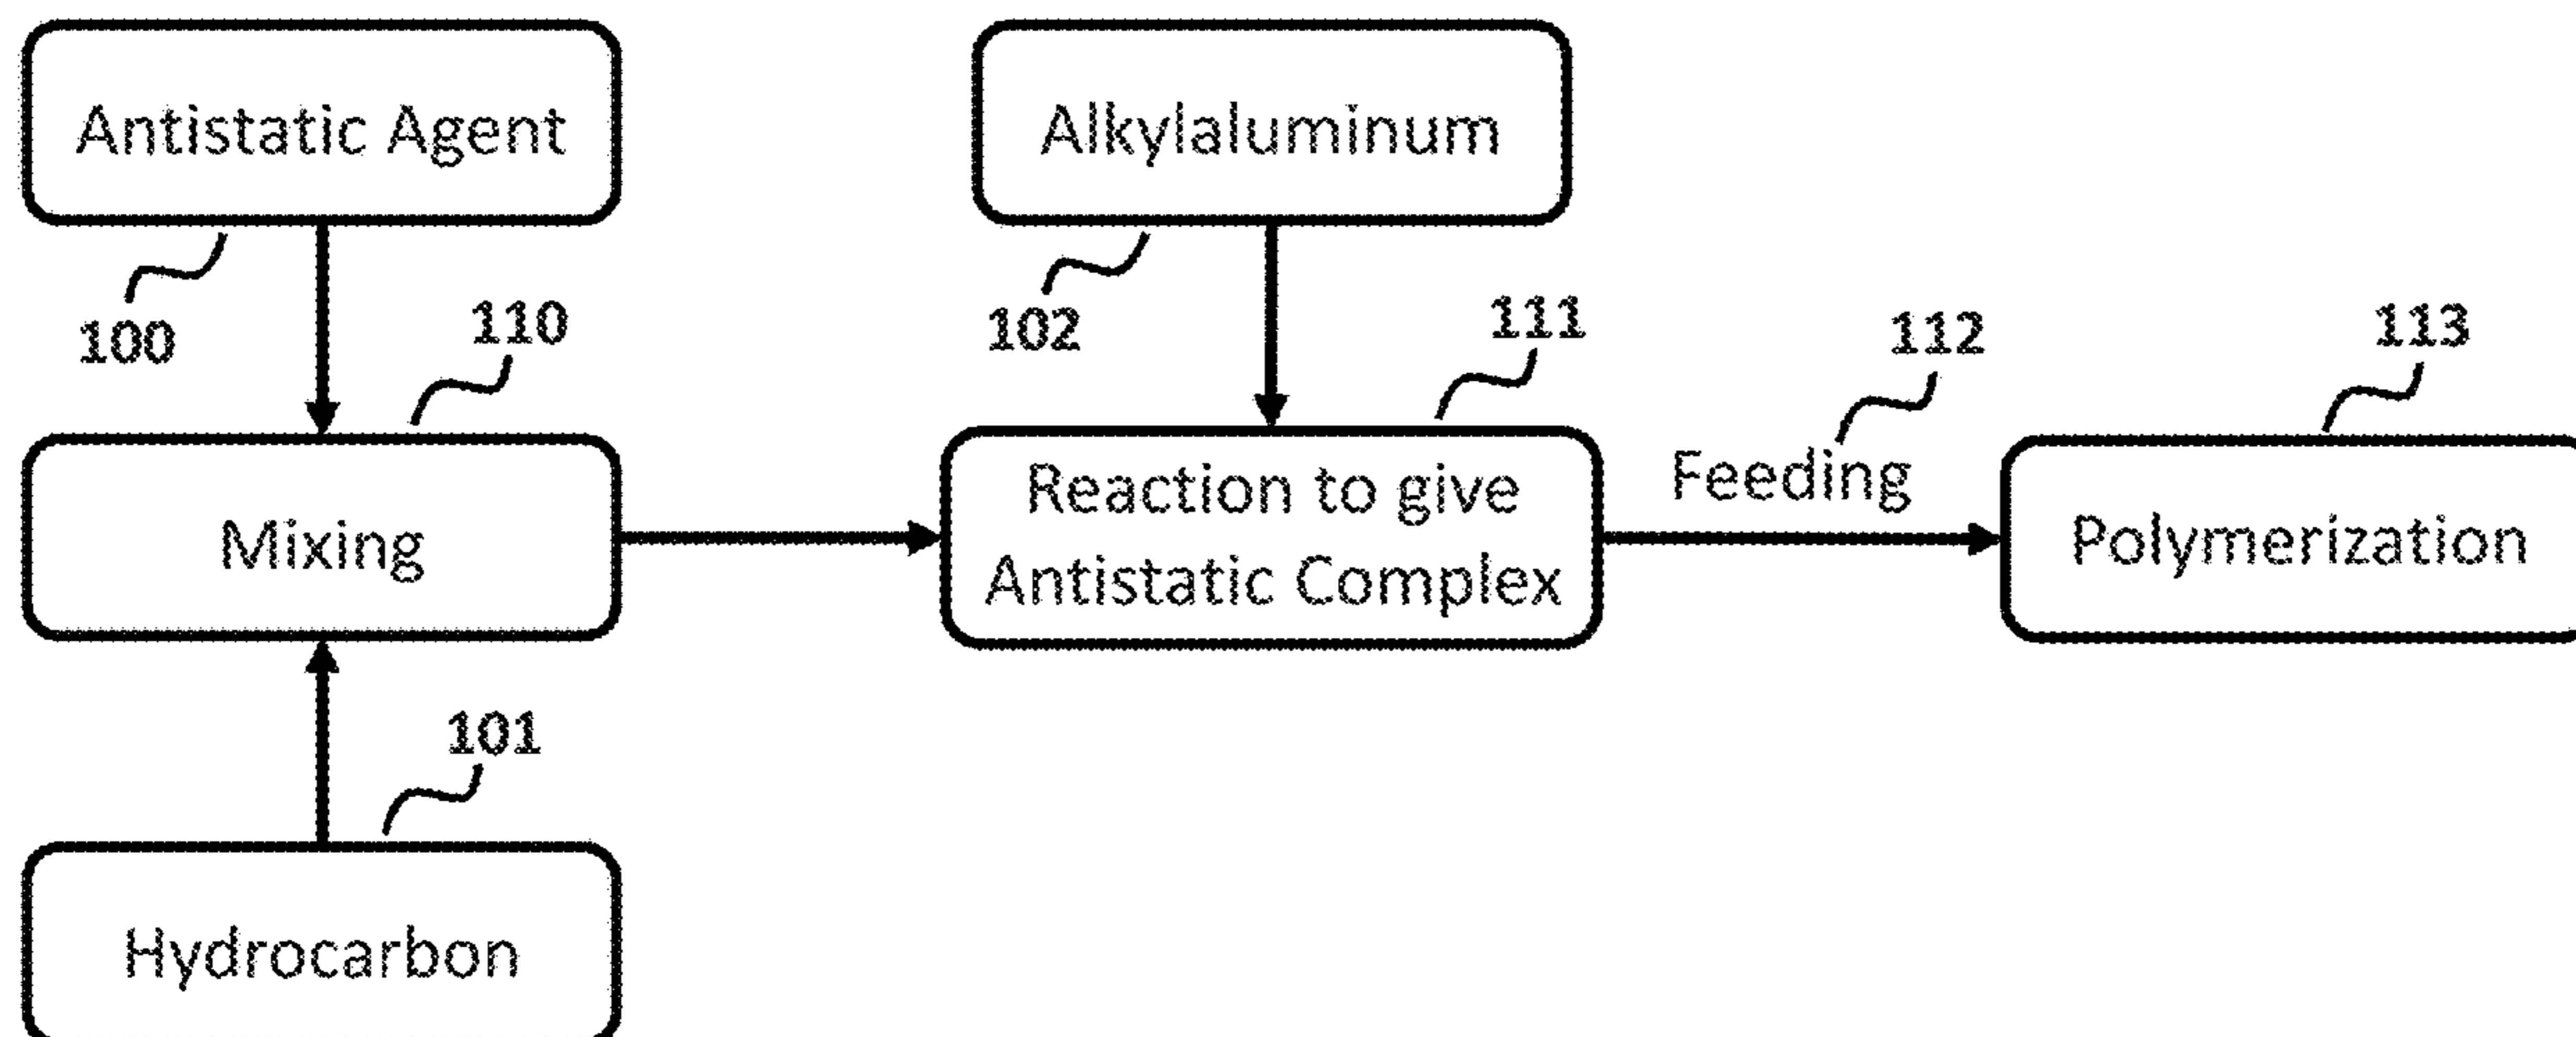 Antistatic Agent
Alkylaluminum
100
110
102
111
112
113
Mixing
Reaction to give
Antistatic Complex
Feeding
Polymerization
101
Hydrocarbon